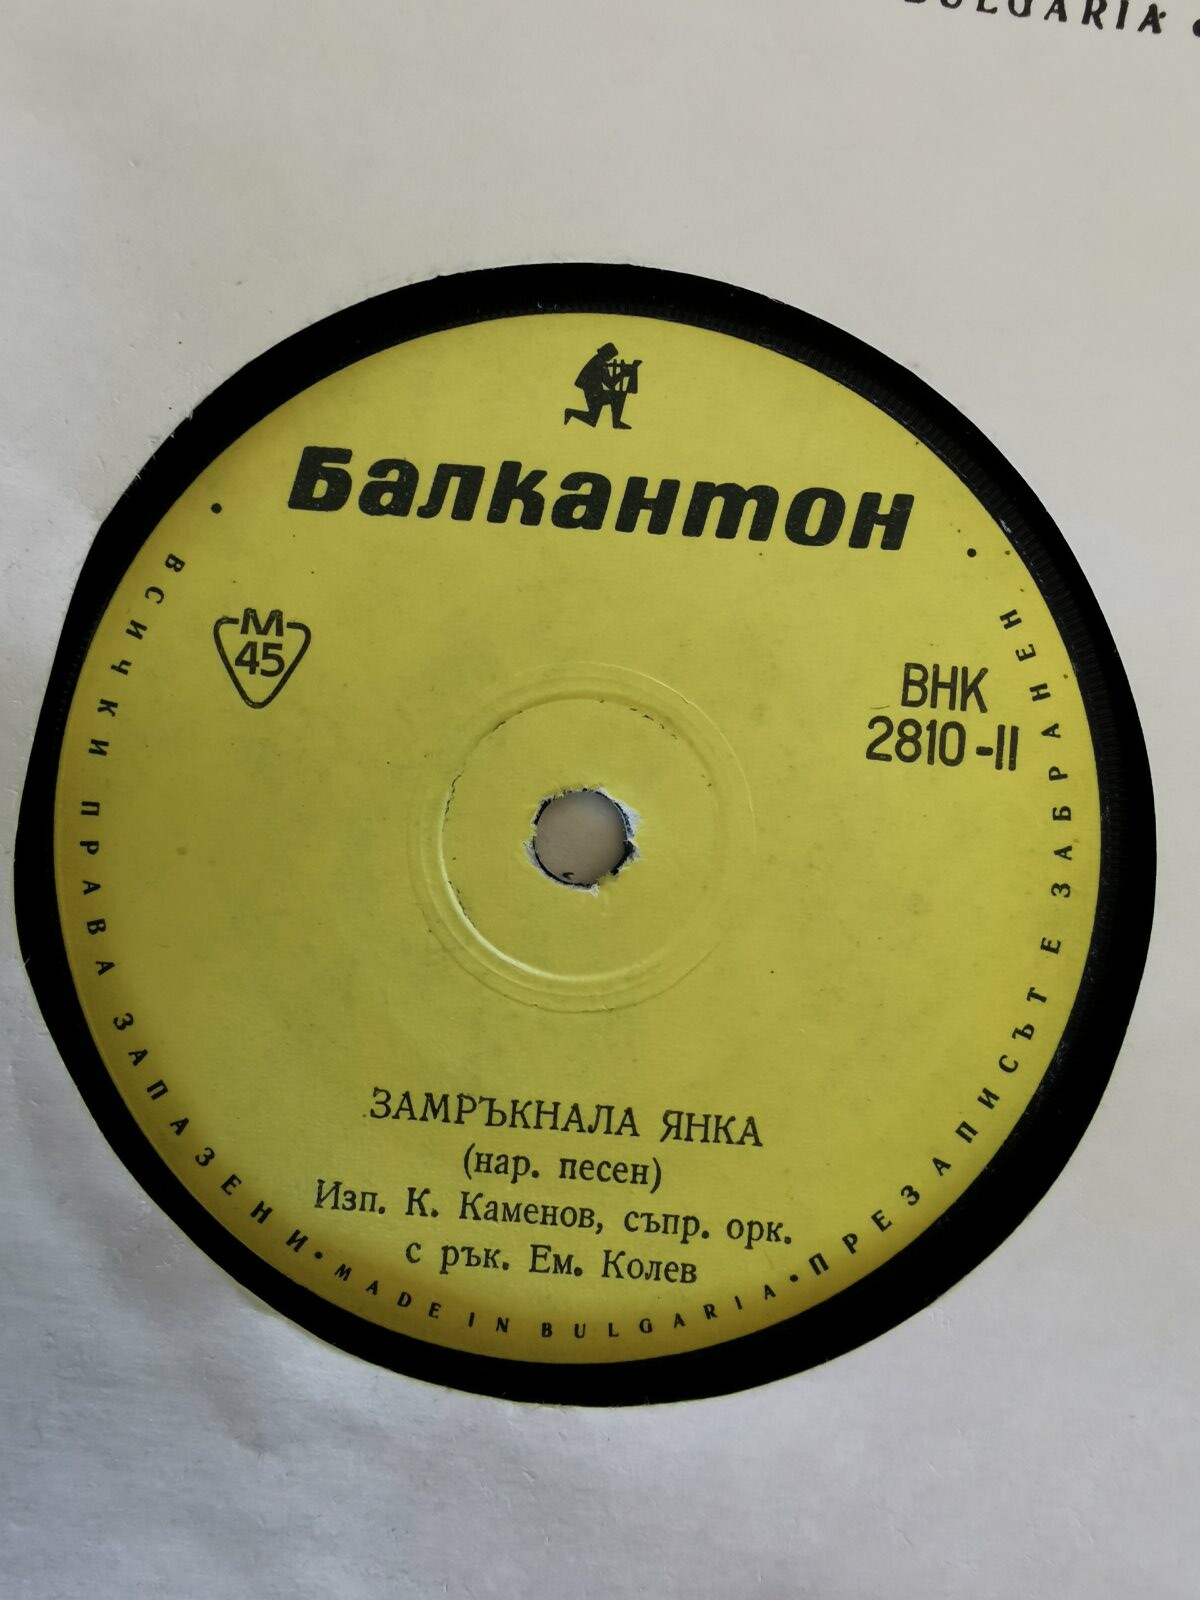 BULGARIA
Балкантон
М
45
ВНК
2810-II
ЗАМРЪКНАЛА ЯНКА
(нар. песен)
Изп. К. Каменов, съпр. орк.
с рък. Ем. Колев
• ВСИЧКИ ПРАВА ЗАПАЗЕНИ • MADE IN BULGARIA • ПРЕЗАПИСЪТ Е ЗАБРАНЕН •